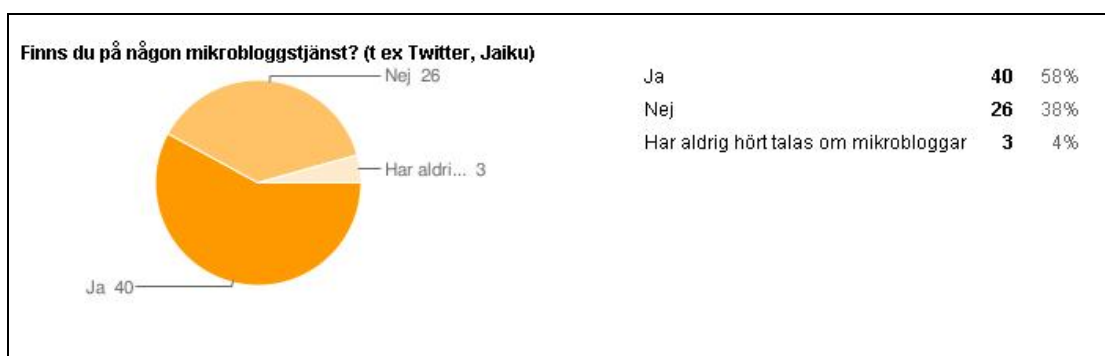 Finns du på någon mikrobloggstjänst? (t ex Twitter, Jaiku)
Nej 26
Har aldri... 3
Ja 40
Ja 40 58%
Nej 26 38%
Har aldrig hört talas om mikrobloggar 3 4%